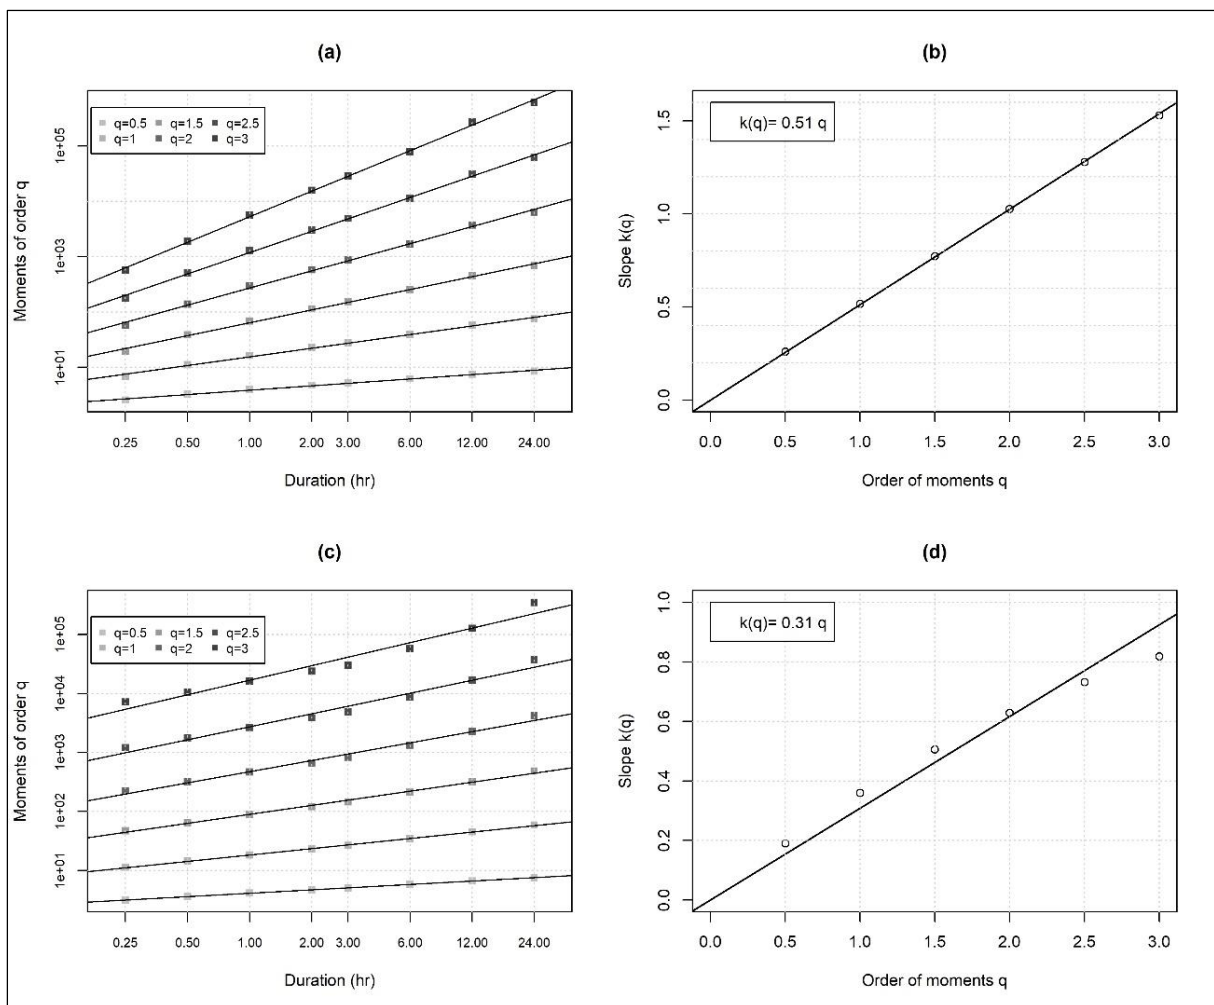 (a)
q=0.5 q=1.5 q=2.5
q=1 q=2 q=3
Moments of order q
1e+05
1e+03
1e+01
0.25 0.50 1.00 2.00 3.00 6.00 12.00 24.00
Duration (hr)
(b)
k(q)= 0.51 q
Slope k(q)
1.5
1.0
0.5
0.0
0.0 0.5 1.0 1.5 2.0 2.5 3.0
Order of moments q
(c)
q=0.5 q=1.5 q=2.5
q=1 q=2 q=3
Moments of order q
1e+05
1e+04
1e+03
1e+02
1e+01
0.25 0.50 1.00 2.00 3.00 6.00 12.00 24.00
Duration (hr)
(d)
k(q)= 0.31 q
Slope k(q)
1.0
0.8
0.6
0.4
0.2
0.0
0.0 0.5 1.0 1.5 2.0 2.5 3.0
Order of moments q